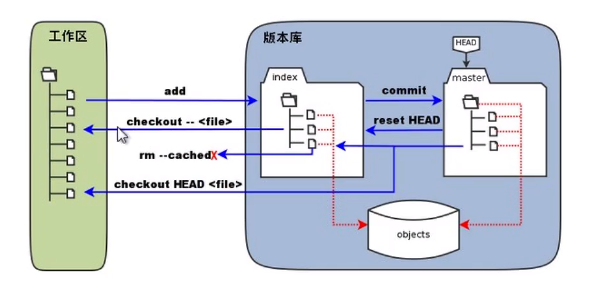 工作区
版本库
HEAD
index
master
add
commit
checkout -- <file>
reset HEAD
rm --cached
X
checkout HEAD <file>
objects